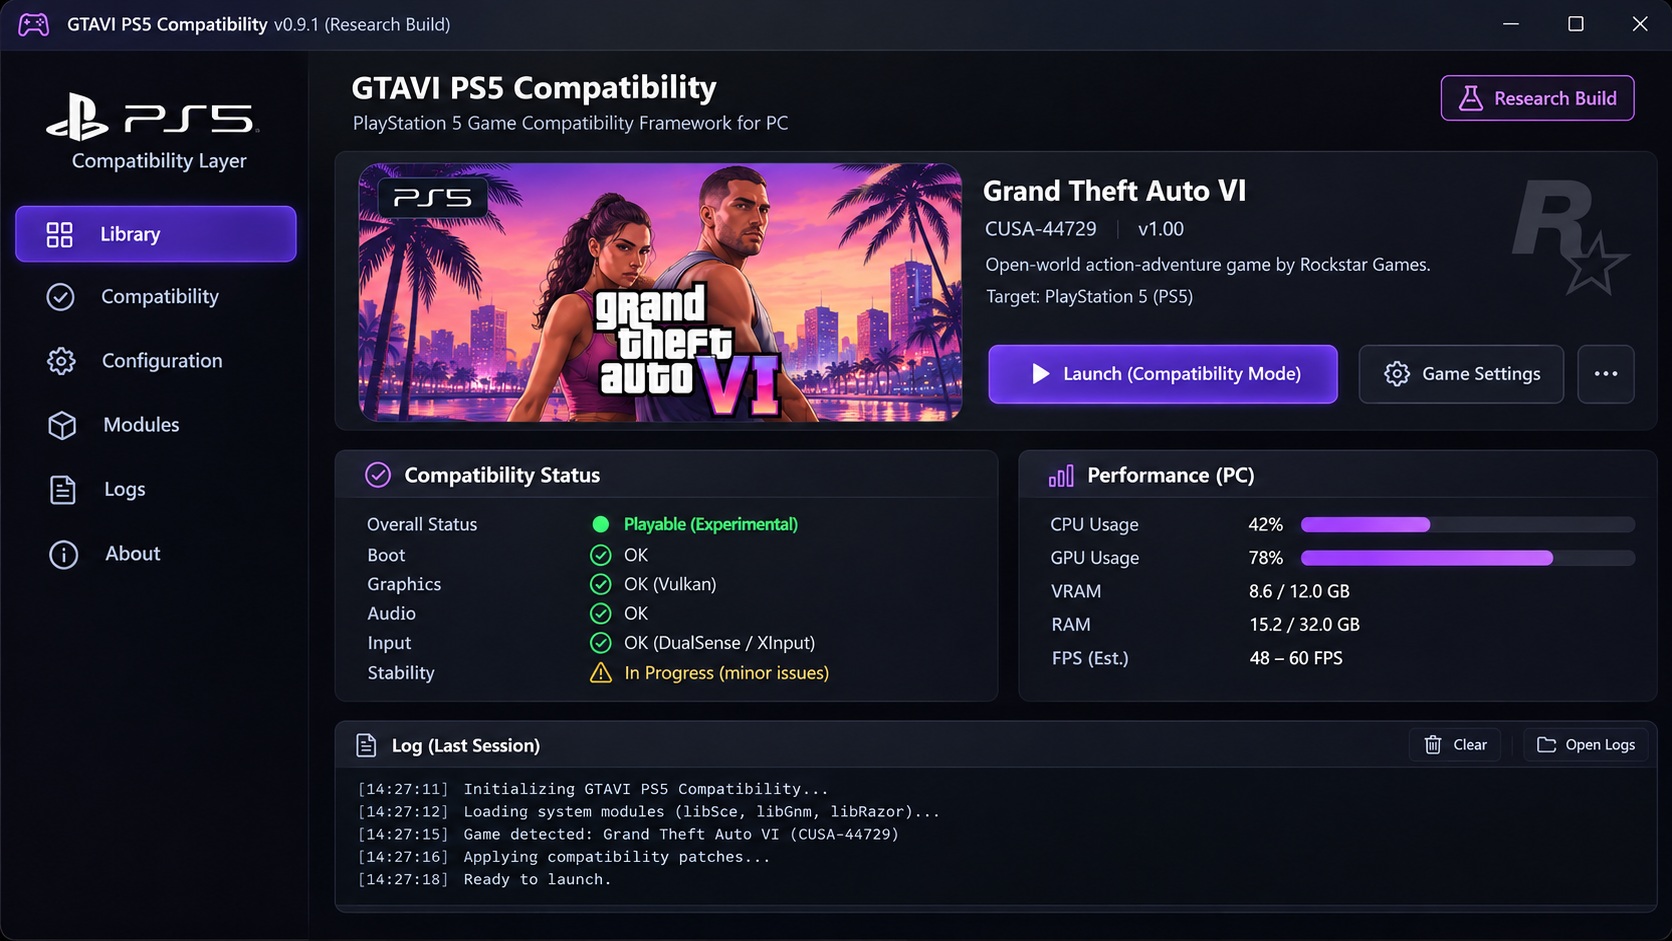 GTAVI PS5 Compatibility v0.9.1 (Research Build)
PS5
Compatibility Layer
Library
Compatibility
Configuration
Modules
Logs
About
GTAVI PS5 Compatibility
PlayStation 5 Game Compatibility Framework for PC
Research Build
PS5
grand
theft
auto VI
Grand Theft Auto VI
CUSA-44729 | v1.00
Open-world action-adventure game by Rockstar Games.
Target: PlayStation 5 (PS5)
R
Launch (Compatibility Mode)
Game Settings
Compatibility Status
Overall Status Playable (Experimental)
Boot OK
Graphics OK (Vulkan)
Audio OK
Input OK (DualSense / XInput)
Stability In Progress (minor issues)
Performance (PC)
CPU Usage 42%
GPU Usage 78%
VRAM 8.6 / 12.0 GB
RAM 15.2 / 32.0 GB
FPS (Est.) 48 – 60 FPS
Log (Last Session)
Clear
Open Logs
[14:27:11] Initializing GTAVI PS5 Compatibility...
[14:27:12] Loading system modules (libSce, libGnm, libRazor)...
[14:27:15] Game detected: Grand Theft Auto VI (CUSA-44729)
[14:27:16] Applying compatibility patches...
[14:27:18] Ready to launch.